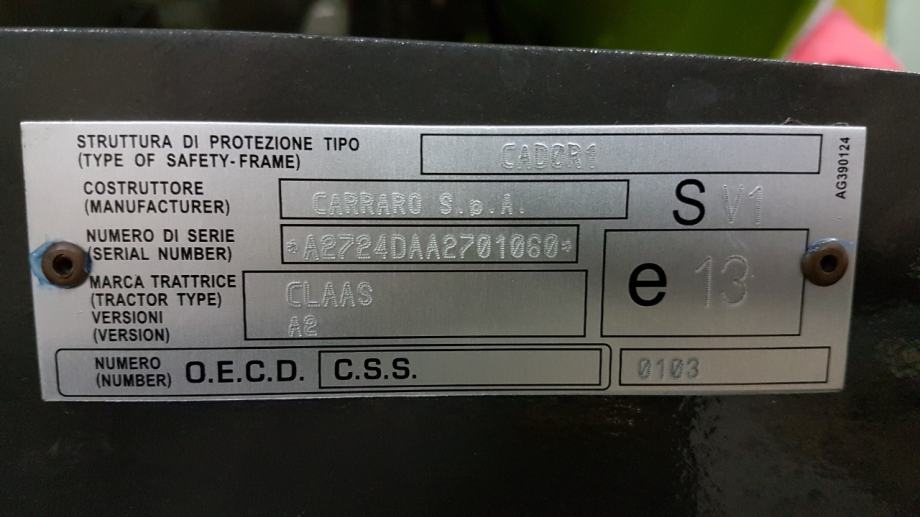 STRUTTURA DI PROTEZIONE TIPO
(TYPE OF SAFETY-FRAME)
CAD0R1
COSTRUTTORE
(MANUFACTURER)
CARRARO S.p.A.
S V1
AG390124
NUMERO DI SERIE
(SERIAL NUMBER)
*A2724DAA2701060*
MARCA TRATTRICE
(TRACTOR TYPE)
VERSIONI
(VERSION)
CLAAS
A2
e 13
NUMERO
(NUMBER)
O.E.C.D.
C.S.S.
0103